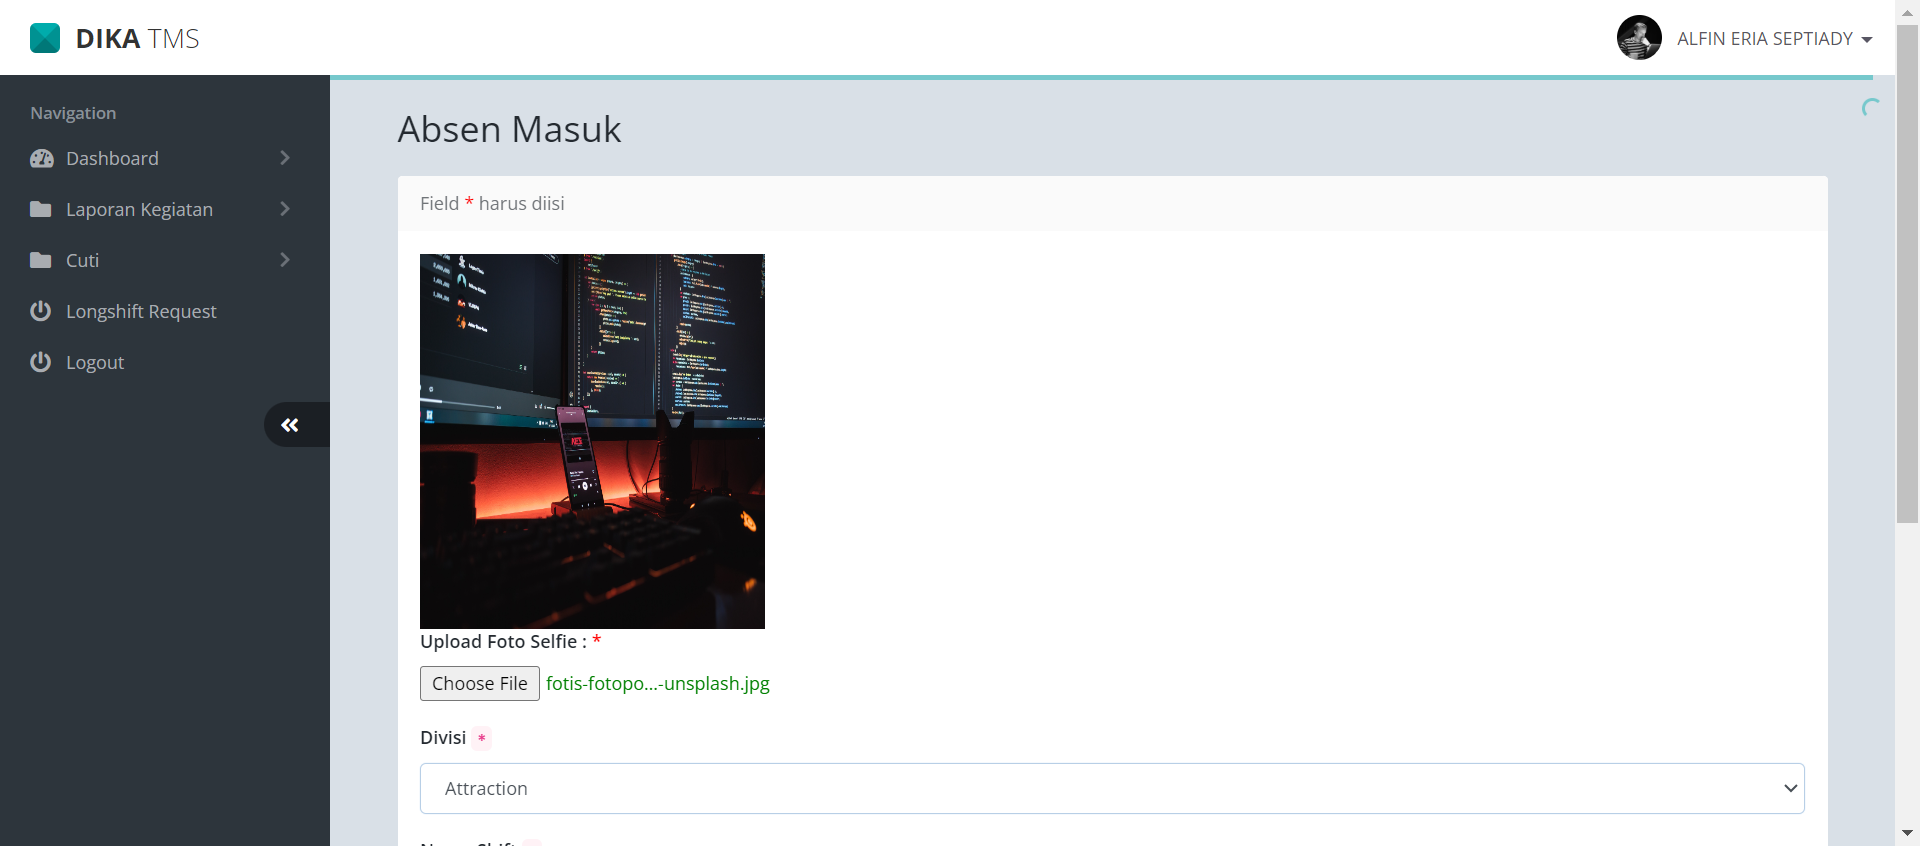 DIKA TMS
ALFIN ERIA SEPTIADY
Navigation
Dashboard
Laporan Kegiatan
Cuti
Longshift Request
Logout
Absen Masuk
Field * harus diisi
Upload Foto Selfie : *
Choose File fotis-fotopo...-unsplash.jpg
Divisi *
Attraction